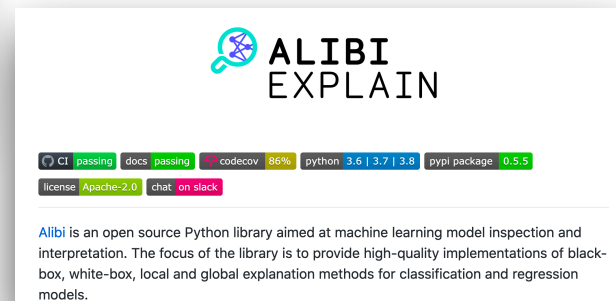 ALIBI
EXPLAIN
CI passing docs passing codecov 86% python 3.6 | 3.7 | 3.8 pypi package 0.5.5
license Apache-2.0 chat on slack
Alibi is an open source Python library aimed at machine learning model inspection and
interpretation. The focus of the library is to provide high-quality implementations of black-
box, white-box, local and global explanation methods for classification and regression
models.